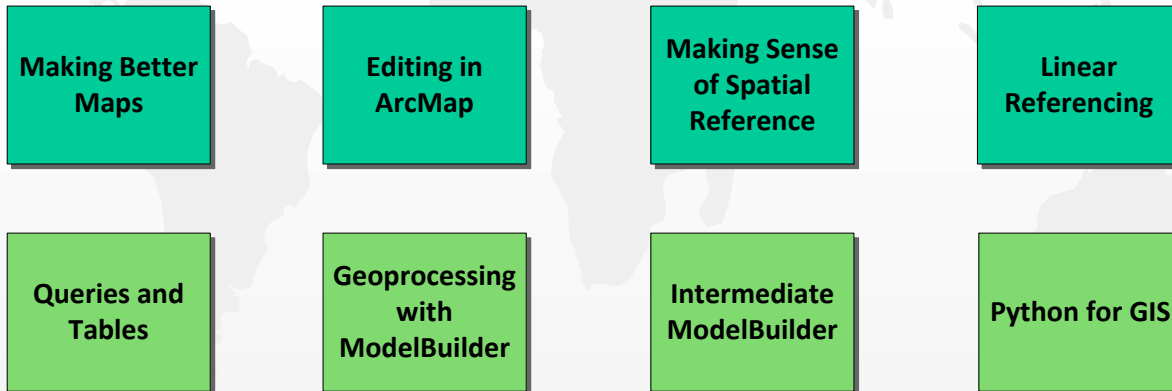 Making Better
Maps
Editing in
ArcMap
Making Sense
of Spatial
Reference
Linear
Referencing
Queries and
Tables
Geoprocessing
with
ModelBuilder
Intermediate
ModelBuilder
Python for GIS